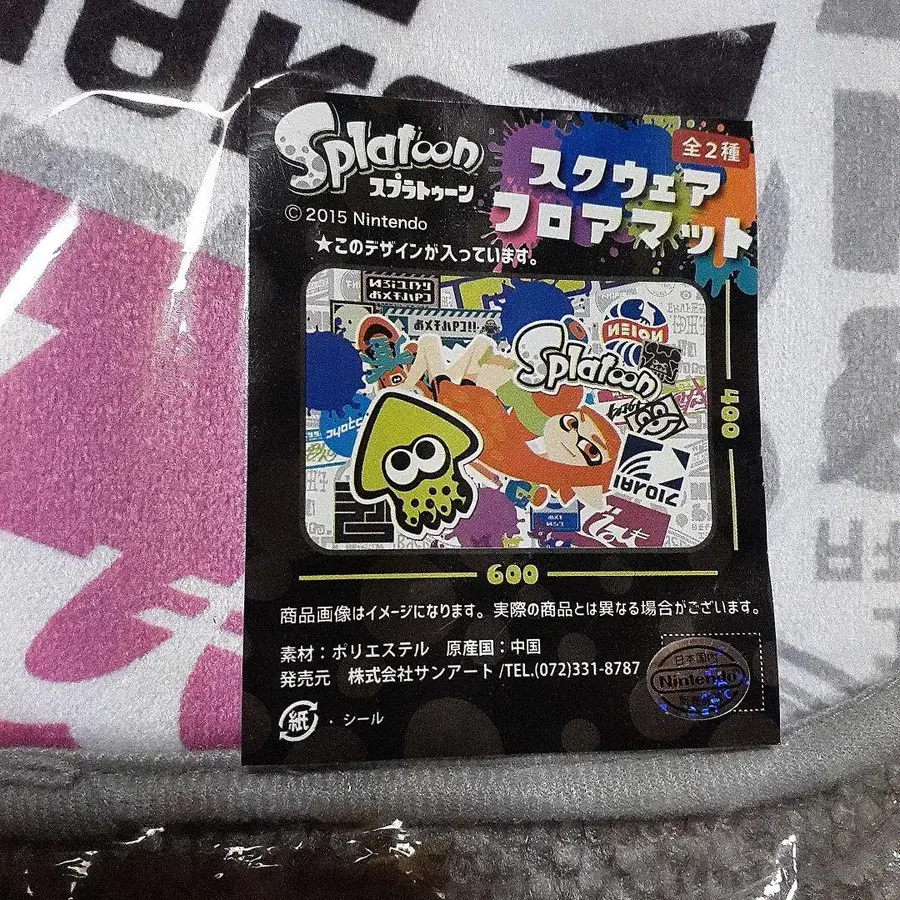 Splatoon
スプラトゥーン
© 2015 Nintendo
全2種
スクウェア
フロアマット
★このデザインが入っています。
Splatoon
400
600
商品画像はイメージになります。実際の商品とは異なる場合がございます。
素材：ポリエステル 原産国：中国
発売元 株式会社サンアート /TEL.(072)331-8787
日本国内
Nintendo
紙 ・シール